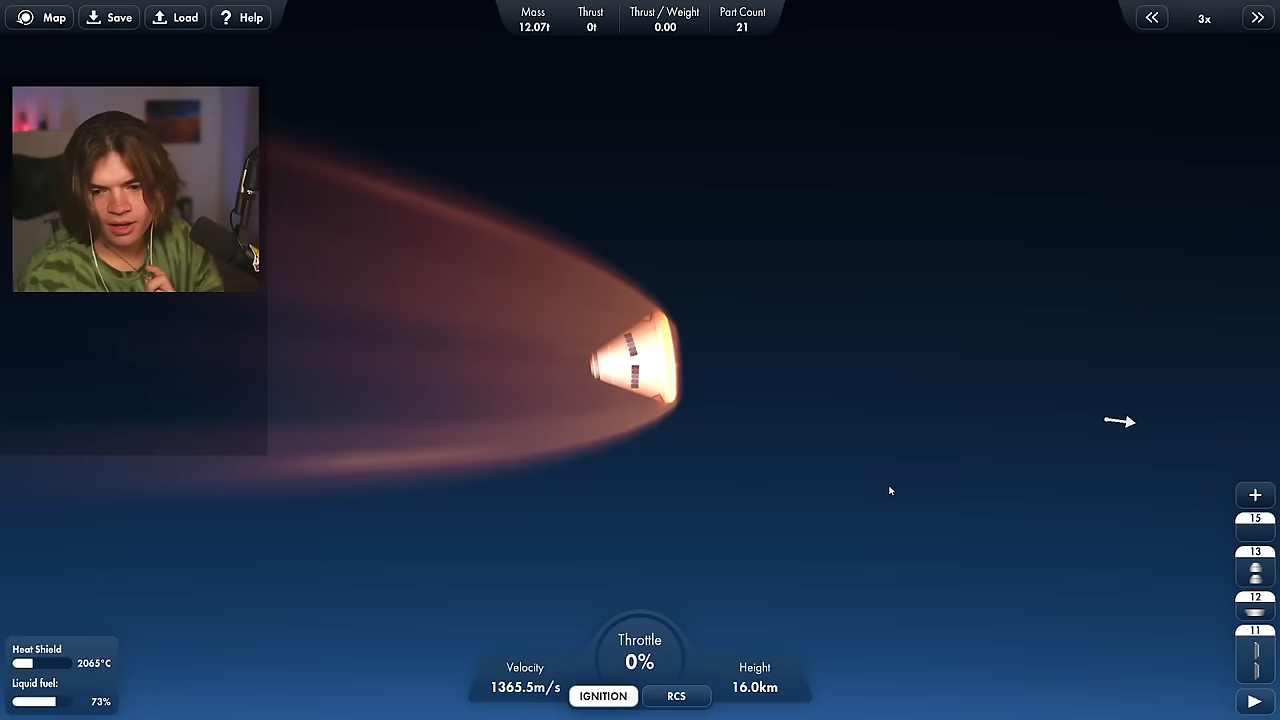 Map
Save
Load
Help
Mass
12.07t
Thrust
0t
Thrust / Weight
0.00
Part Count
21
3x
15
13
12
11
Heat Shield
2065°C
Liquid fuel:
73%
Throttle
0%
Velocity
1365.5m/s
IGNITION
RCS
Height
16.0km